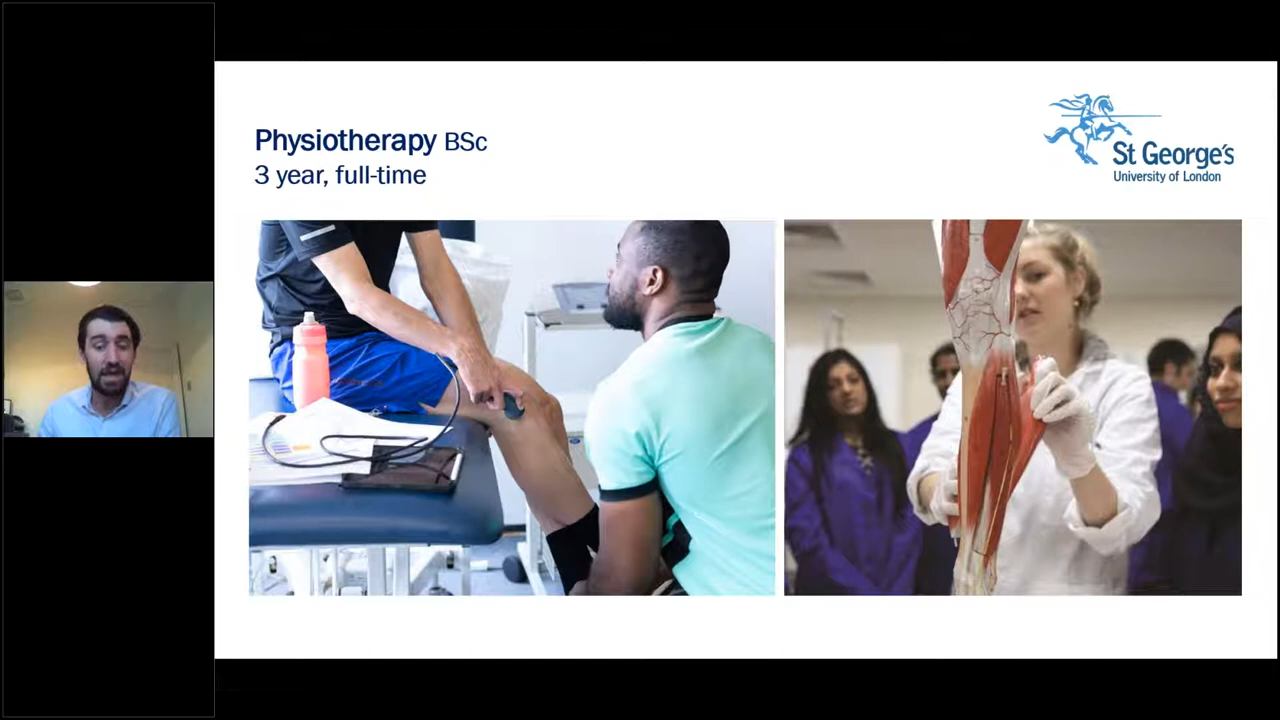 Physiotherapy BSc
3 year, full-time
St George's
University of London